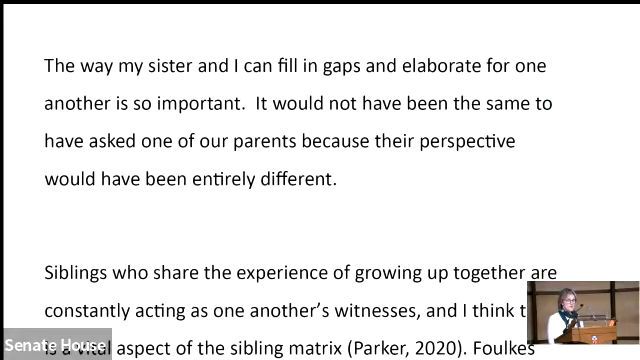 The way my sister and I can fill in gaps and elaborate for one
another is so important. It would not have been the same to
have asked one of our parents because their perspective
would have been entirely different.
Siblings who share the experience of growing up together are
constantly acting as one another's witnesses, and I think
is a vital aspect of the sibling matrix (Parker, 2020). Foulkes
Senate House